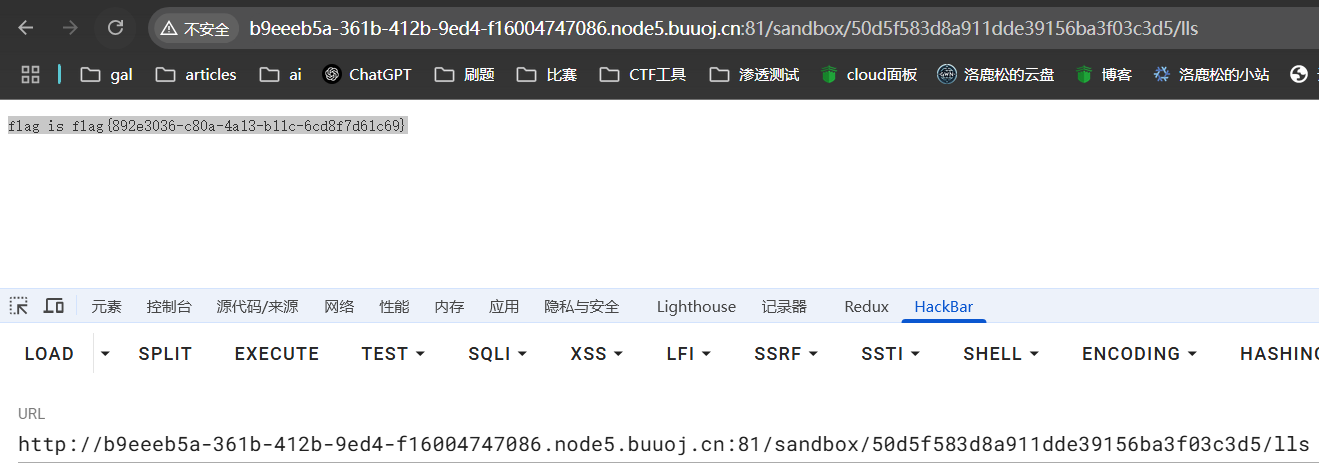 不安全 b9eeeb5a-361b-412b-9ed4-f16004747086.node5.buuoj.cn:81/sandbox/50d5f583d8a911dde39156ba3f03c3d5/lls
gal articles ai ChatGPT 刷题 比赛 CTF工具 渗透测试 cloud面板 洛鹿松的云盘 博客 洛鹿松的小站
flag is flag{892e3036-c80a-4a13-b11c-6cd8f7d61c69}
元素 控制台 源代码/来源 网络 性能 内存 应用 隐私与安全 Lighthouse 记录器 Redux HackBar
LOAD SPLIT EXECUTE TEST SQLI XSS LFI SSRF SSTI SHELL ENCODING HASHING
URL
http://b9eeeb5a-361b-412b-9ed4-f16004747086.node5.buuoj.cn:81/sandbox/50d5f583d8a911dde39156ba3f03c3d5/lls